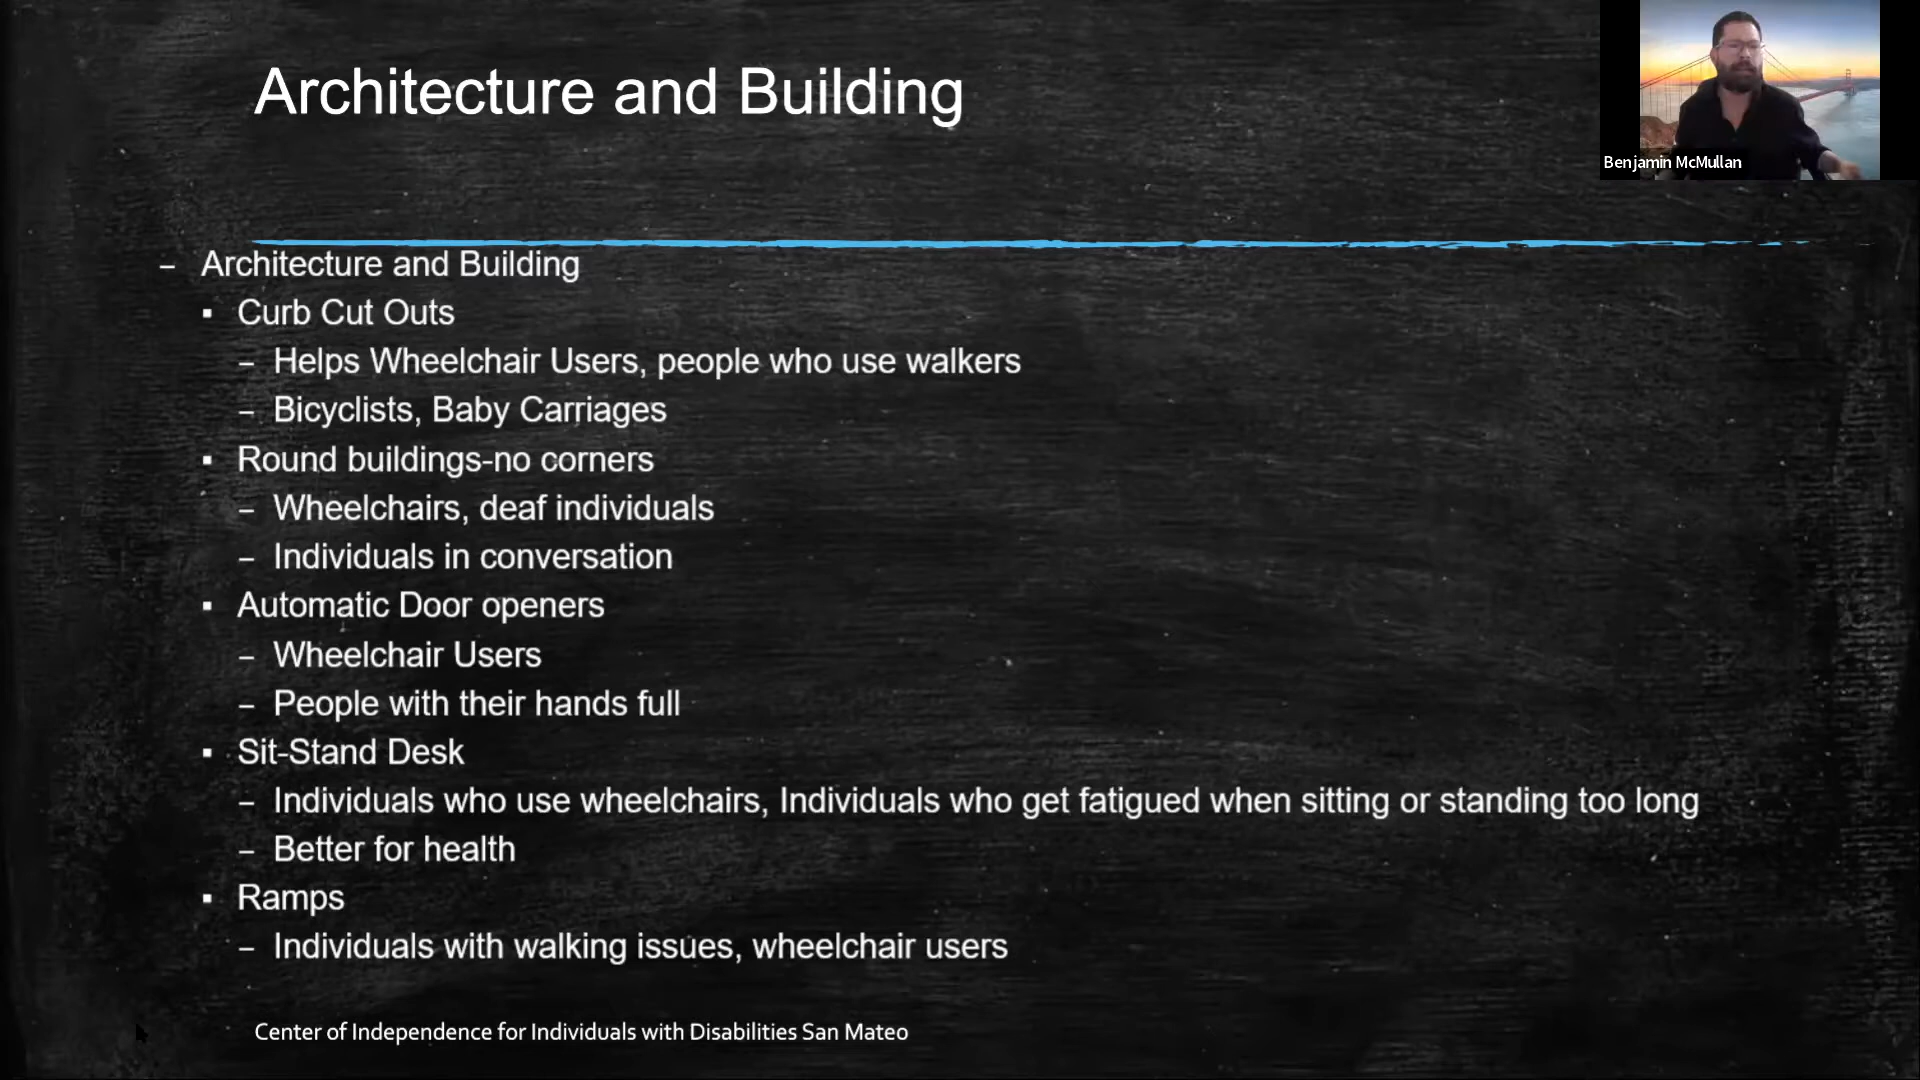 Architecture and Building
Benjamin McMullan
– Architecture and Building
▪ Curb Cut Outs
– Helps Wheelchair Users, people who use walkers
– Bicyclists, Baby Carriages
▪ Round buildings-no corners
– Wheelchairs, deaf individuals
– Individuals in conversation
▪ Automatic Door openers
– Wheelchair Users
– People with their hands full
▪ Sit-Stand Desk
– Individuals who use wheelchairs, Individuals who get fatigued when sitting or standing too long
– Better for health
▪ Ramps
– Individuals with walking issues, wheelchair users
Center of Independence for Individuals with Disabilities San Mateo